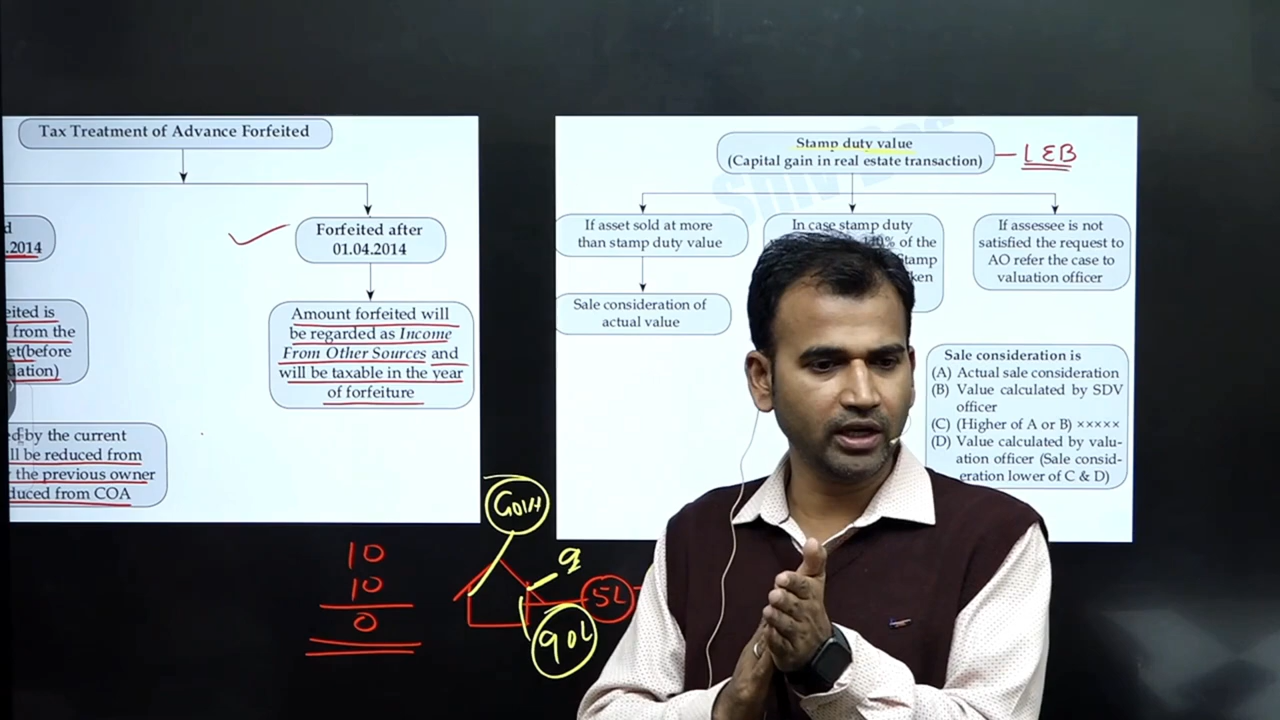 Tax Treatment of Advance Forfeited
d
.2014
Forfeited after
01.04.2014
eited is
from the
et(before
dation)
Amount forfeited will
be regarded as Income
From Other Sources and
will be taxable in the year
of forfeiture
ed by the current
ll be reduced from
the previous owner
duced from COA
Stamp duty value
(Capital gain in real estate transaction)
L & B
If asset sold at more
than stamp duty value
Sale consideration of
actual value
In case stamp duty
% of the
Stamp
ken
If assessee is not
satisfied the request to
AO refer the case to
valuation officer
Sale consideration is
(A) Actual sale consideration
(B) Value calculated by SDV
officer
(C) (Higher of A or B) ×××××
(D) Value calculated by valu-
ation officer (Sale consid-
eration lower of C & D)
10
10
0
5L
90L